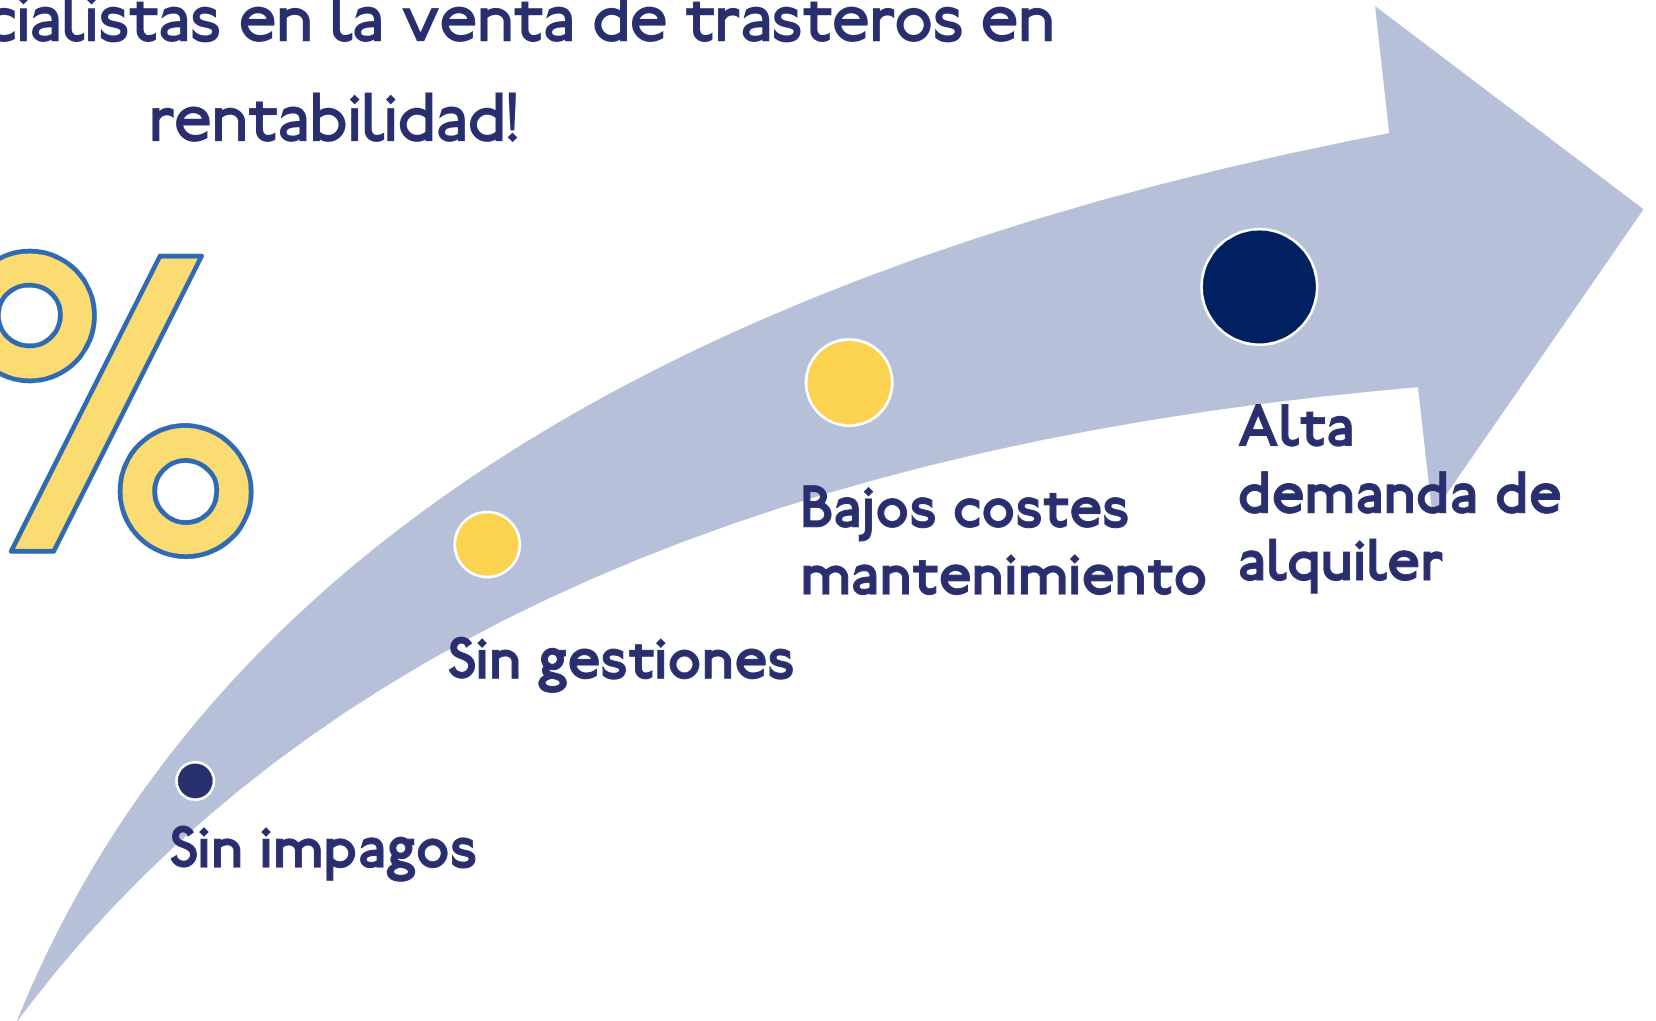 cialistas en la venta de trasteros en
rentabilidad!
%
Alta
demanda de
alquiler
Bajos costes
mantenimiento
Sin gestiones
Sin impagos